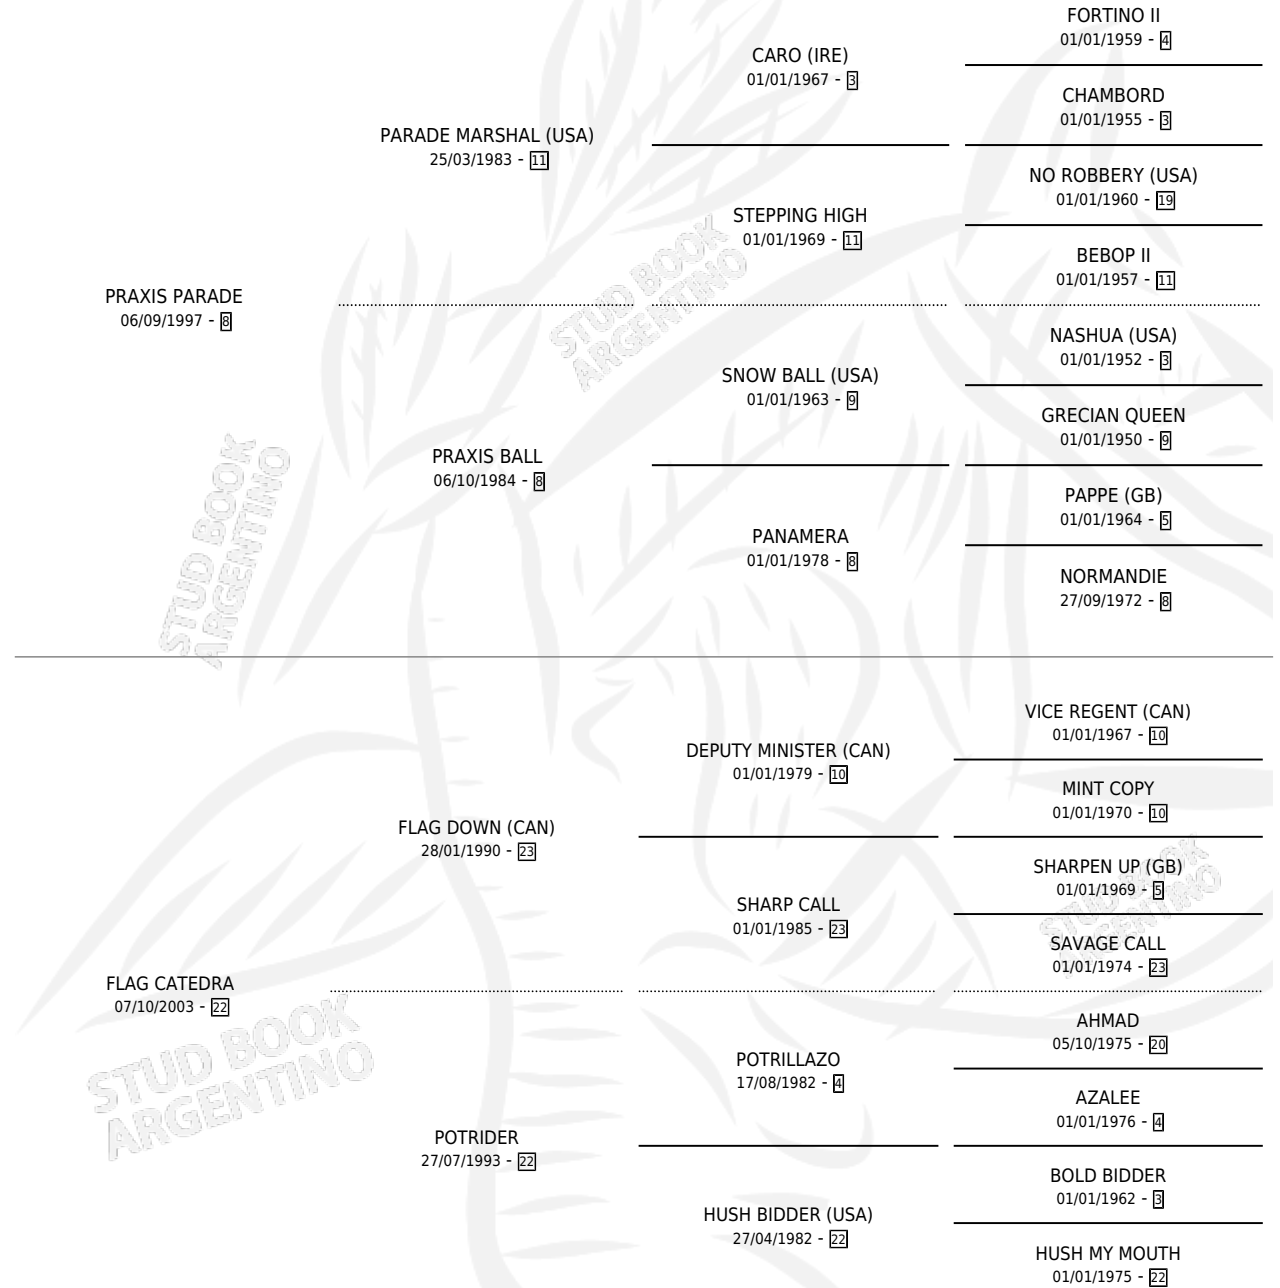 FORTINO II
01/01/1959 - 4
CARO (IRE)
01/01/1967 - 3
CHAMBORD
01/01/1955 - 3
PARADE MARSHAL (USA)
25/03/1983 - 11
NO ROBBERY (USA)
01/01/1960 - 19
STEPPING HIGH
01/01/1969 - 11
BEBOP II
01/01/1957 - 11
PRAXIS PARADE
06/09/1997 - 8
STUD BOOK
ARGENTINO
NASHUA (USA)
01/01/1952 - 3
SNOW BALL (USA)
01/01/1963 - 9
GRECIAN QUEEN
01/01/1950 - 9
PRAXIS BALL
06/10/1984 - 8
PAPPE (GB)
01/01/1964 - 5
PANAMERA
01/01/1978 - 8
NORMANDIE
27/09/1972 - 8
STUD BOOK
ARGENTINO
VICE REGENT (CAN)
01/01/1967 - 10
DEPUTY MINISTER (CAN)
01/01/1979 - 10
MINT COPY
01/01/1970 - 10
FLAG DOWN (CAN)
28/01/1990 - 23
SHARPEN UP (GB)
01/01/1969 - 5
SHARP CALL
01/01/1985 - 23
SAVAGE CALL
01/01/1974 - 23
STUD BOOK
ARGENTINO
FLAG CATEDRA
07/10/2003 - 22
AHMAD
05/10/1975 - 20
POTRILLAZO
17/08/1982 - 4
AZALEE
01/01/1976 - 4
STUD BOOK
ARGENTINO
POTRIDER
27/07/1993 - 22
BOLD BIDDER
01/01/1962 - 3
HUSH BIDDER (USA)
27/04/1982 - 22
HUSH MY MOUTH
01/01/1975 - 22